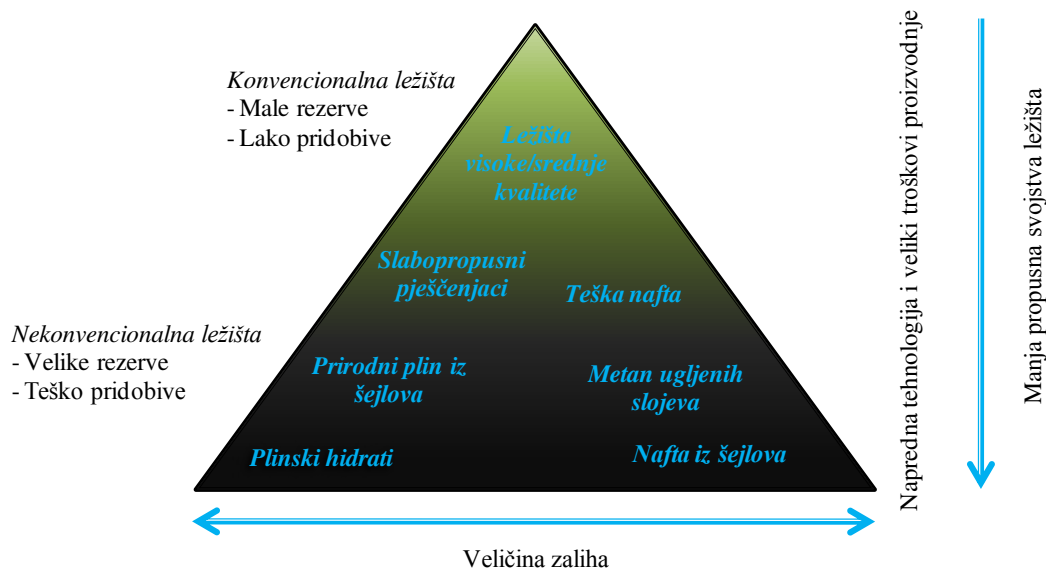 Konvencionalna ležišta
- Male rezerve
- Lako pridobive
Ležišta
visoke/srednje
kvalitete
Slabopropusni
pješčenjaci
Teška nafta
Nekonvencionalna ležišta
- Velike rezerve
- Teško pridobive
Prirodni plin iz
šejlova
Metan ugljenih
slojeva
Plinski hidrati
Nafta iz šejlova
Veličina zaliha
Napredna tehnologija i veliki troškovi proizvodnje
Manja propusna svojstva ležišta